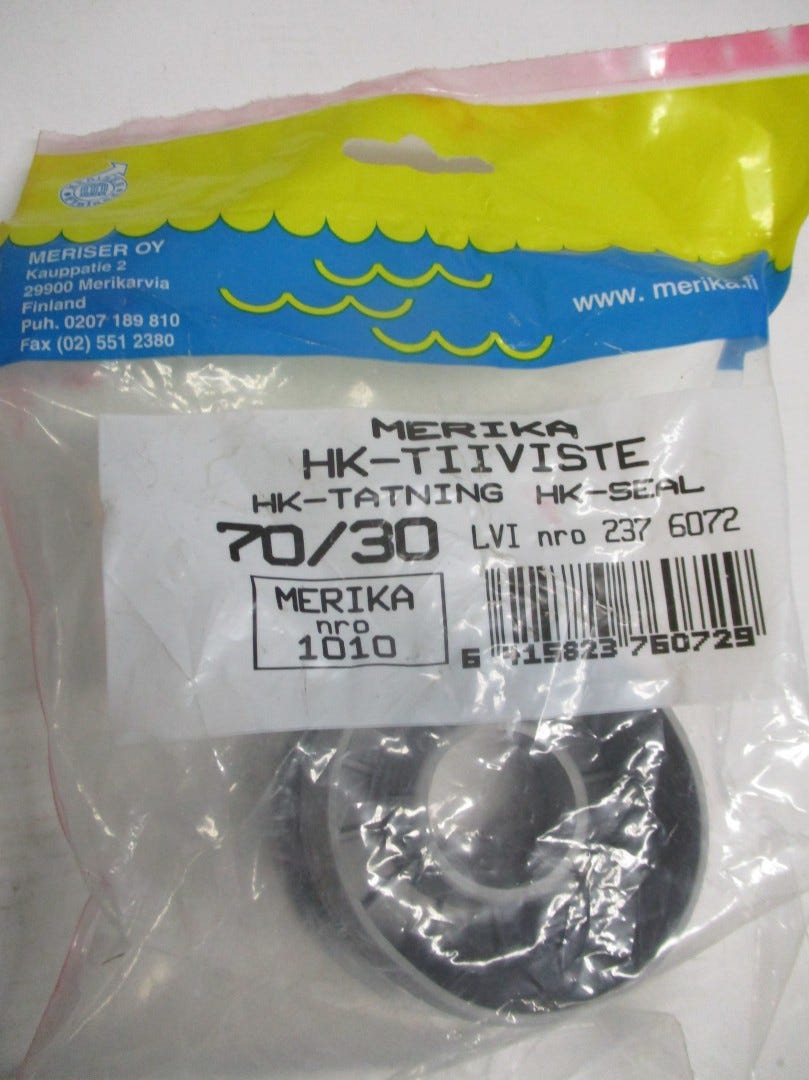 MERISER OY
Kauppatie 2
29900 Merikarvia
Finland
Puh. 0207 189 810
Fax (02) 551 2380
www. merika.fi
MERIKA
HK-TIIVISTE
HK-TATNING HK-SEAL
70/30 LVI nro 237 6072
MERIKA
nro
1010
6 415823 760729